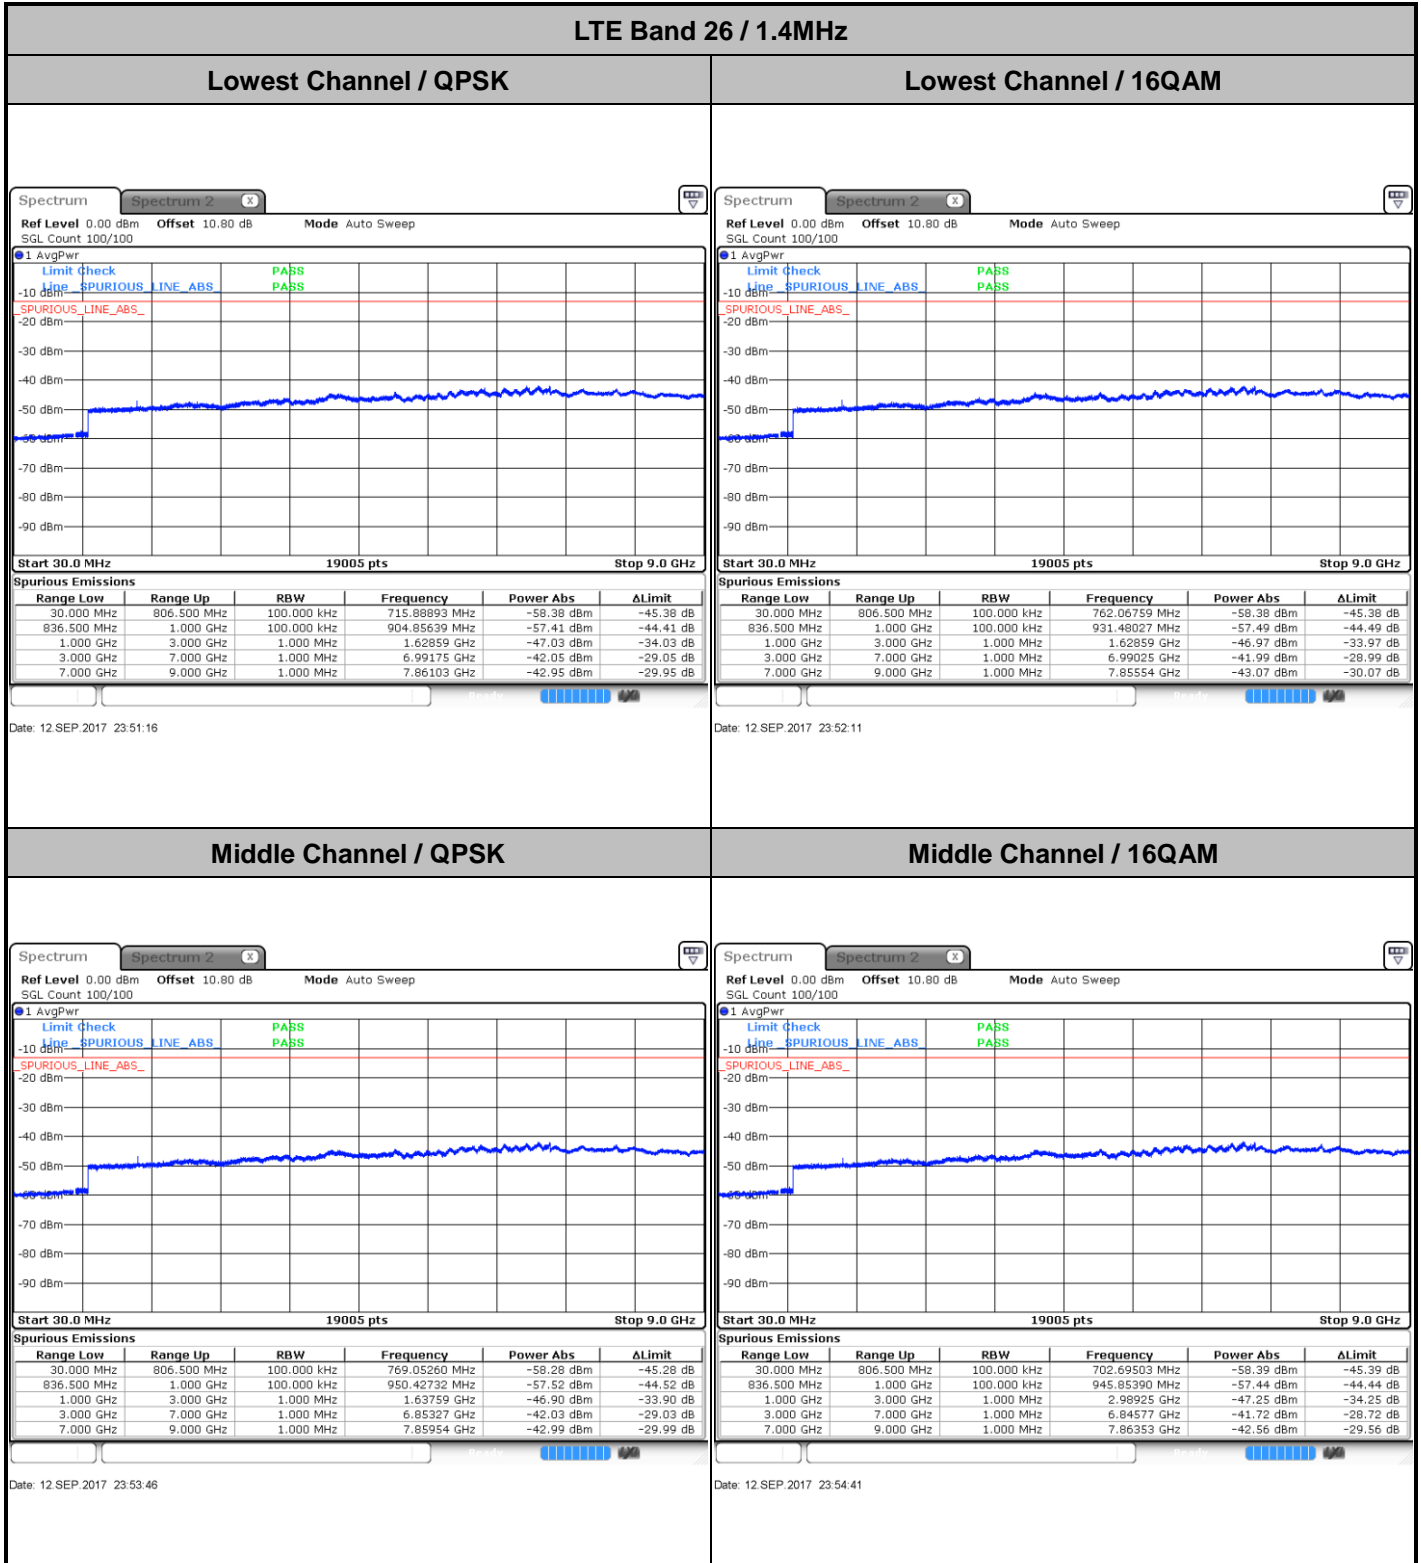 LTE Band 26 / 1.4MHz
Lowest Channel / QPSK
Lowest Channel / 16QAM
Spectrum
Spectrum 2
X
Ref Level 0.00 dBm Offset 10.80 dB Mode Auto Sweep
SGL Count 100/100
1 AvgPwr
Limit Check PASS
Line _SPURIOUS_LINE_ABS_ PASS
-10 dBm
_SPURIOUS_LINE_ABS_
-20 dBm
-30 dBm
-40 dBm
-50 dBm
-60 dBm
-70 dBm
-80 dBm
-90 dBm
Start 30.0 MHz 19005 pts Stop 9.0 GHz
Spurious Emissions
Range Low Range Up RBW Frequency Power Abs ΔLimit
30.000 MHz 806.500 MHz 100.000 kHz 715.88893 MHz -58.38 dBm -45.38 dB
836.500 MHz 1.000 GHz 100.000 kHz 904.85639 MHz -57.41 dBm -44.41 dB
1.000 GHz 3.000 GHz 1.000 MHz 1.62859 GHz -47.03 dBm -34.03 dB
3.000 GHz 7.000 GHz 1.000 MHz 6.99175 GHz -42.05 dBm -29.05 dB
7.000 GHz 9.000 GHz 1.000 MHz 7.86103 GHz -42.95 dBm -29.95 dB
Date: 12.SEP.2017 23:51:16
Spectrum
Spectrum 2
X
Ref Level 0.00 dBm Offset 10.80 dB Mode Auto Sweep
SGL Count 100/100
1 AvgPwr
Limit Check PASS
Line _SPURIOUS_LINE_ABS_ PASS
-10 dBm
_SPURIOUS_LINE_ABS_
-20 dBm
-30 dBm
-40 dBm
-50 dBm
-60 dBm
-70 dBm
-80 dBm
-90 dBm
Start 30.0 MHz 19005 pts Stop 9.0 GHz
Spurious Emissions
Range Low Range Up RBW Frequency Power Abs ΔLimit
30.000 MHz 806.500 MHz 100.000 kHz 762.06759 MHz -58.38 dBm -45.38 dB
836.500 MHz 1.000 GHz 100.000 kHz 931.48027 MHz -57.49 dBm -44.49 dB
1.000 GHz 3.000 GHz 1.000 MHz 1.62859 GHz -46.97 dBm -33.97 dB
3.000 GHz 7.000 GHz 1.000 MHz 6.99025 GHz -41.99 dBm -28.99 dB
7.000 GHz 9.000 GHz 1.000 MHz 7.85554 GHz -43.07 dBm -30.07 dB
Ready
Date: 12.SEP.2017 23:52:11
Middle Channel / QPSK
Middle Channel / 16QAM
Spectrum
Spectrum 2
X
Ref Level 0.00 dBm Offset 10.80 dB Mode Auto Sweep
SGL Count 100/100
1 AvgPwr
Limit Check PASS
Line _SPURIOUS_LINE_ABS_ PASS
-10 dBm
_SPURIOUS_LINE_ABS_
-20 dBm
-30 dBm
-40 dBm
-50 dBm
-60 dBm
-70 dBm
-80 dBm
-90 dBm
Start 30.0 MHz 19005 pts Stop 9.0 GHz
Spurious Emissions
Range Low Range Up RBW Frequency Power Abs ΔLimit
30.000 MHz 806.500 MHz 100.000 kHz 769.05260 MHz -58.28 dBm -45.28 dB
836.500 MHz 1.000 GHz 100.000 kHz 950.42732 MHz -57.52 dBm -44.52 dB
1.000 GHz 3.000 GHz 1.000 MHz 1.63759 GHz -46.90 dBm -33.90 dB
3.000 GHz 7.000 GHz 1.000 MHz 6.85327 GHz -42.03 dBm -29.03 dB
7.000 GHz 9.000 GHz 1.000 MHz 7.85954 GHz -42.99 dBm -29.99 dB
Date: 12.SEP.2017 23:53:46
Spectrum
Spectrum 2
X
Ref Level 0.00 dBm Offset 10.80 dB Mode Auto Sweep
SGL Count 100/100
1 AvgPwr
Limit Check PASS
Line _SPURIOUS_LINE_ABS_ PASS
-10 dBm
_SPURIOUS_LINE_ABS_
-20 dBm
-30 dBm
-40 dBm
-50 dBm
-60 dBm
-70 dBm
-80 dBm
-90 dBm
Start 30.0 MHz 19005 pts Stop 9.0 GHz
Spurious Emissions
Range Low Range Up RBW Frequency Power Abs ΔLimit
30.000 MHz 806.500 MHz 100.000 kHz 702.69503 MHz -58.39 dBm -45.39 dB
836.500 MHz 1.000 GHz 100.000 kHz 945.85390 MHz -57.44 dBm -44.44 dB
1.000 GHz 3.000 GHz 1.000 MHz 2.98925 GHz -47.25 dBm -34.25 dB
3.000 GHz 7.000 GHz 1.000 MHz 6.84577 GHz -41.72 dBm -28.72 dB
7.000 GHz 9.000 GHz 1.000 MHz 7.86353 GHz -42.56 dBm -29.56 dB
Date: 12.SEP.2017 23:54:41